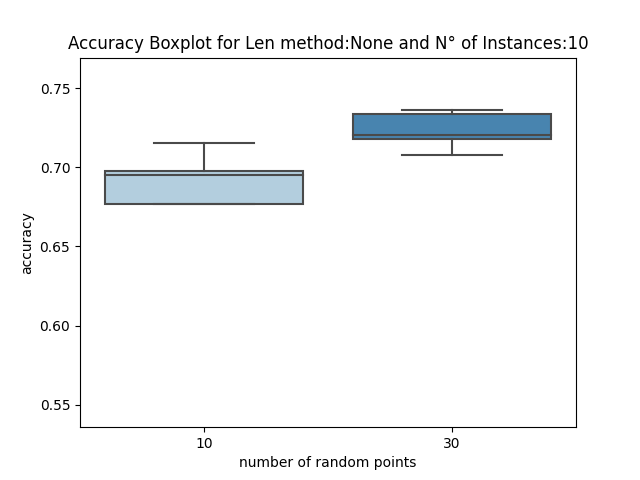 Accuracy Boxplot for Len method:None and N° of Instances:10
0.75
0.70
0.65
0.60
0.55
accuracy
10
30
number of random points